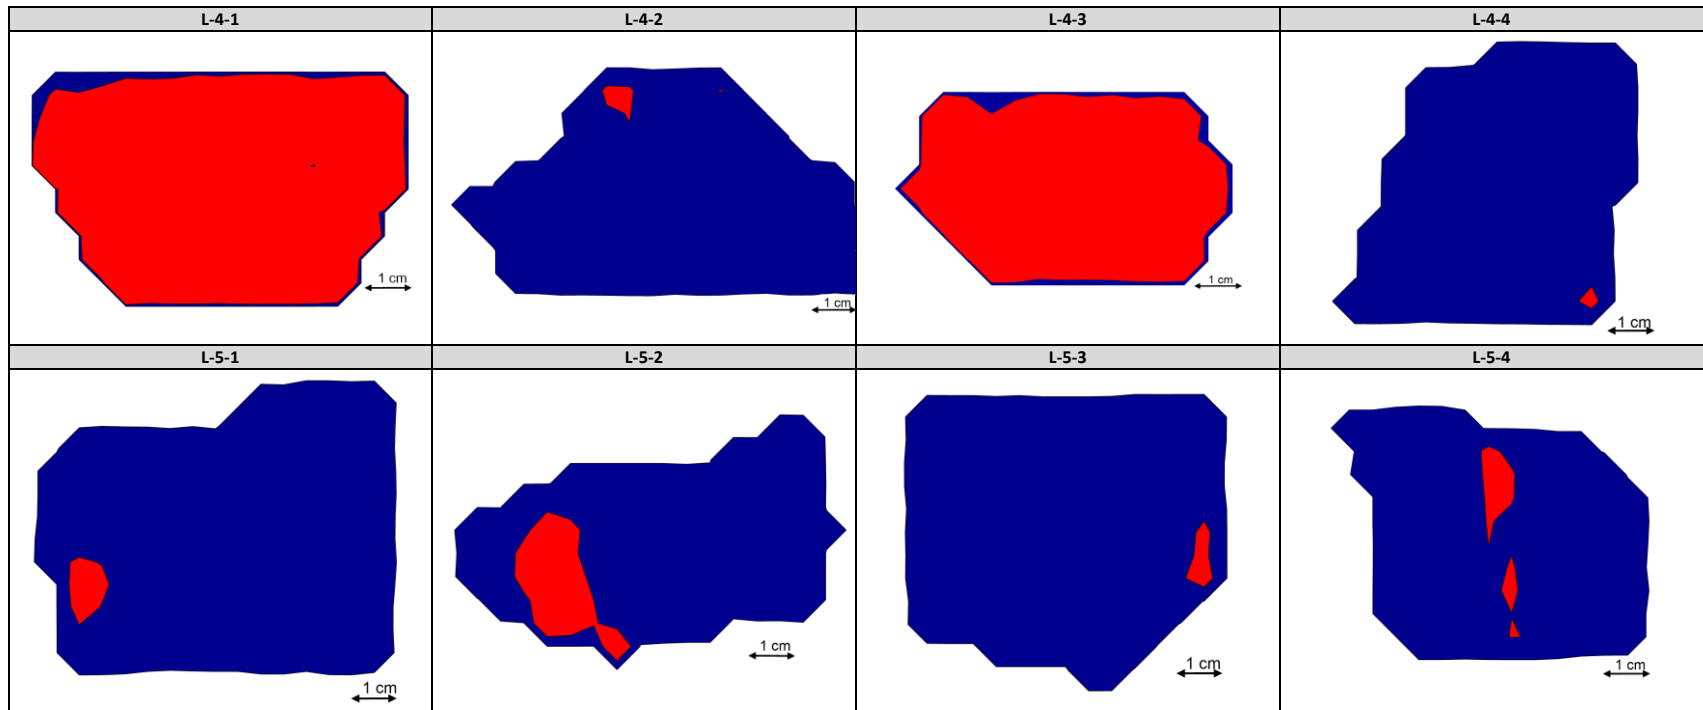 L-4-1 L-4-2 L-4-3 L-4-4
1 cm 1 cm 1 cm 1 cm
L-5-1 L-5-2 L-5-3 L-5-4
1 cm 1 cm 1 cm 1 cm